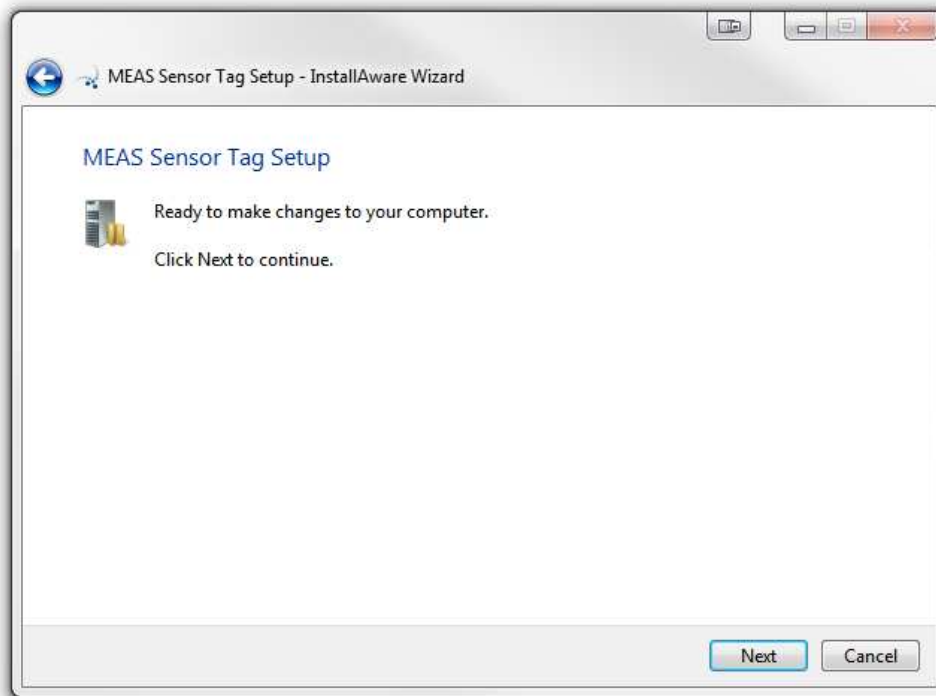 MEAS Sensor Tag Setup - InstallAware Wizard
MEAS Sensor Tag Setup
Ready to make changes to your computer.
Click Next to continue.
Next
Cancel